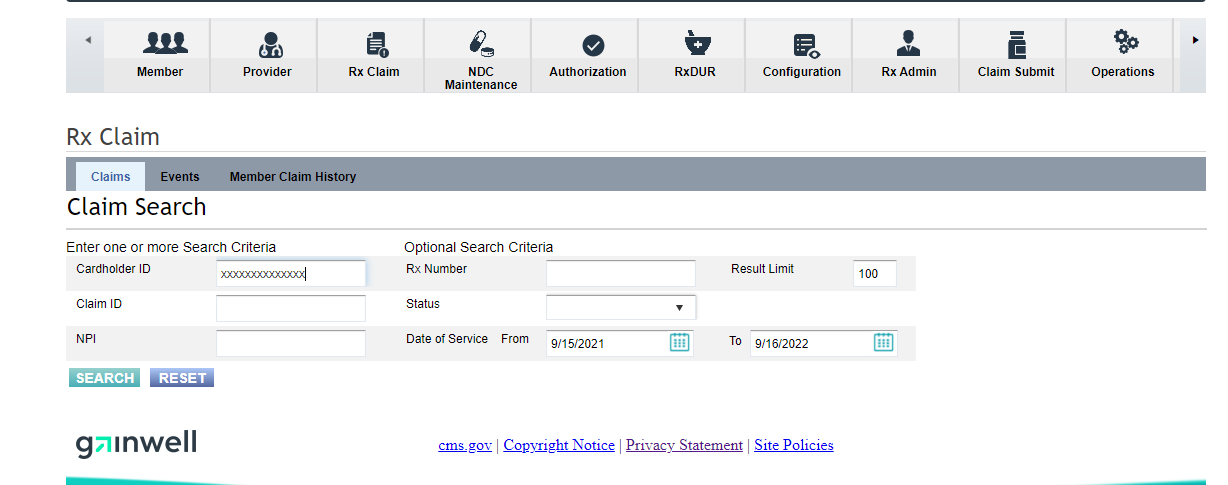 Member Provider Rx Claim NDC Maintenance Authorization RxDUR Configuration Rx Admin Claim Submit Operations
Rx Claim
Claims Events Member Claim History
Claim Search
Enter one or more Search Criteria Optional Search Criteria
Cardholder ID xxxxxxxxxxxxxx Rx Number Result Limit 100
Claim ID Status
NPI Date of Service From 9/15/2021 To 9/16/2022
SEARCH RESET
gainwell cms.gov | Copyright Notice | Privacy Statement | Site Policies